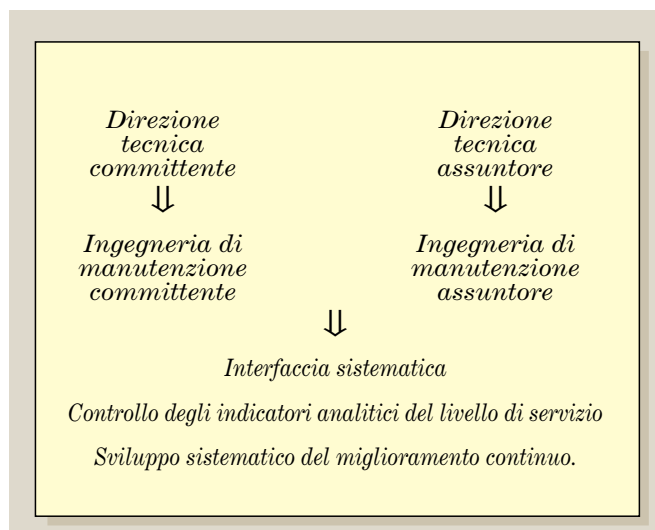 Direzione
tecnica
committente
⇓
Ingegneria di
manutenzione
committente
Direzione
tecnica
assuntore
⇓
Ingegneria di
manutenzione
assuntore
⇓
Interfaccia sistematica
Controllo degli indicatori analitici del livello di servizio
Sviluppo sistematico del miglioramento continuo.